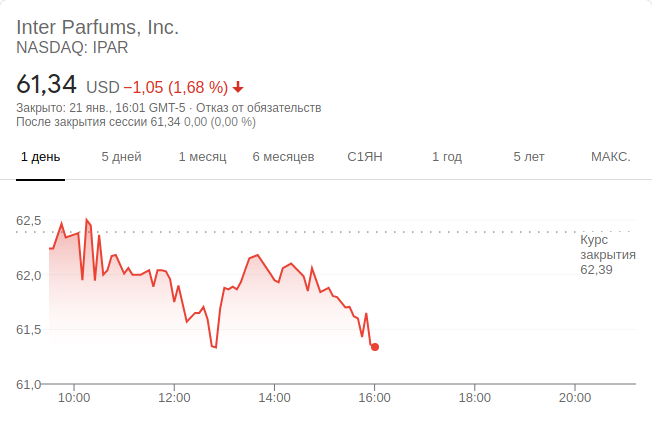 Inter Parfums, Inc.
NASDAQ: IPAR
61,34 USD −1,05 (1,68 %)
Закрыто: 21 янв., 16:01 GMT-5 · Отказ от обязательств
После закрытия сессии 61,34 0,00 (0,00 %)
1 день 5 дней 1 месяц 6 месяцев С1ЯН 1 год 5 лет МАКС.
62,5
Курс
закрытия
62,39
62,0
61,5
61,0
10:00 12:00 14:00 16:00 18:00 20:00